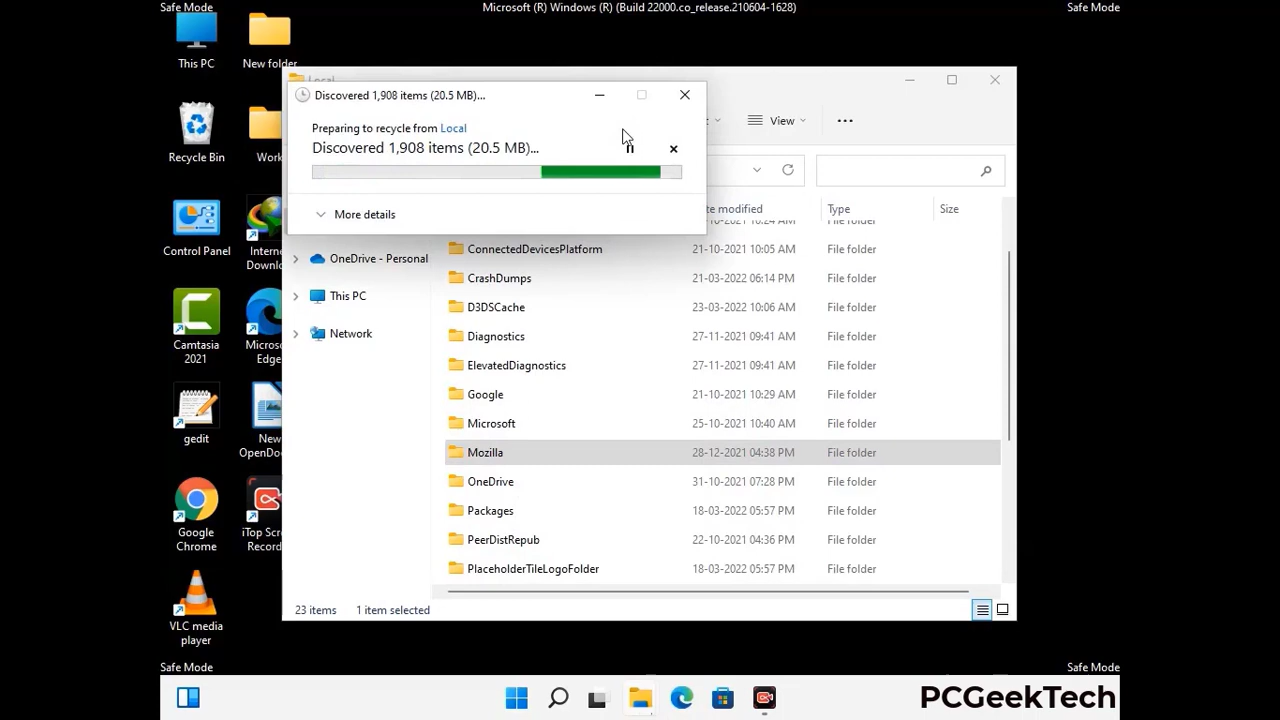 Safe Mode
Microsoft (R) Windows (R) (Build 22000.co_release.210604-1628)
Safe Mode
This PC
New folder
Recycle Bin
Work
Control Panel
Internet
Camtasia
2021
Edge
gedit
New
Google
Chrome
VLC media
player
Local
Discovered 1,908 items (20.5 MB)...
Preparing to recycle from Local
Discovered 1,908 items (20.5 MB)...
More details
View
OneDrive - Personal
This PC
Network
Type
Size
File folder
ConnectedDevicesPlatform 21-10-2021 10:05 AM File folder
CrashDumps 21-03-2022 06:14 PM File folder
D3DSCache 23-03-2022 10:06 AM File folder
Diagnostics 27-11-2021 09:41 AM File folder
ElevatedDiagnostics 27-11-2021 09:41 AM File folder
Google 21-10-2021 10:29 AM File folder
Microsoft 25-10-2021 10:40 AM File folder
Mozilla 28-12-2021 04:38 PM File folder
OneDrive 31-10-2021 07:28 PM File folder
Packages 18-03-2022 05:57 PM File folder
PeerDistRepub 22-10-2021 04:36 PM File folder
PlaceholderTileLogoFolder 18-03-2022 05:57 PM File folder
23 items 1 item selected
Safe Mode
Safe Mode
PCGeekTech